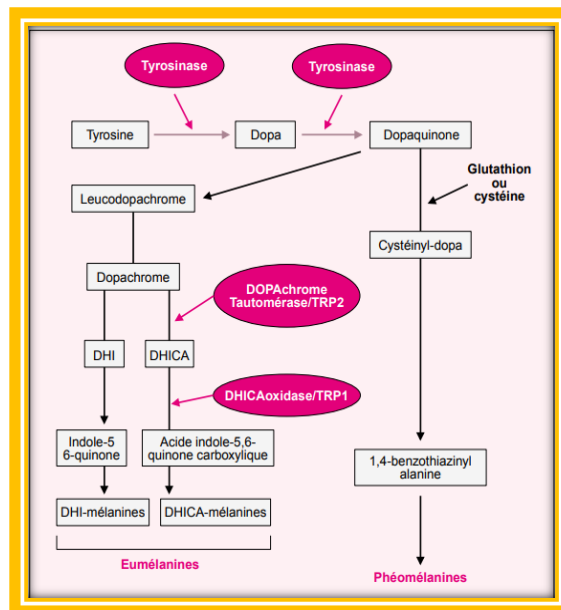 Tyrosinase
Tyrosinase
Tyrosine
Dopa
Dopaquinone
Glutathion
ou
cystéine
Leucodopachrome
Cystéinyl-dopa
Dopachrome
DOPAchrome
Tautomérase/TRP2
DHI
DHICA
DHICAoxidase/TRP1
Indole-5
6-quinone
Acide indole-5,6-
quinone carboxylique
1,4-benzothiazinyl
alanine
DHI-mélanines
DHICA-mélanines
Eumélanines
Phéomélanines